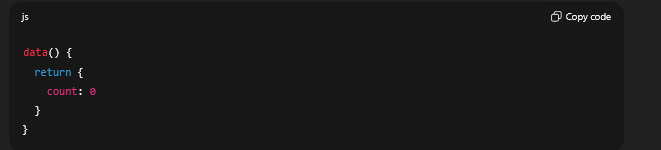 js Copy code
data() {
  return {
    count: 0
  }
}